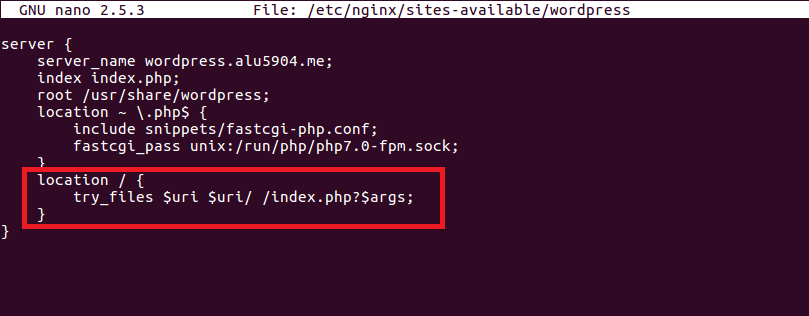 GNU nano 2.5.3 File: /etc/nginx/sites-available/wordpress
server {
server_name wordpress.alu5904.me;
index index.php;
root /usr/share/wordpress;
location ~ \.php$ {
include snippets/fastcgi-php.conf;
fastcgi_pass unix:/run/php/php7.0-fpm.sock;
}
location / {
try_files $uri $uri/ /index.php?$args;
}
}